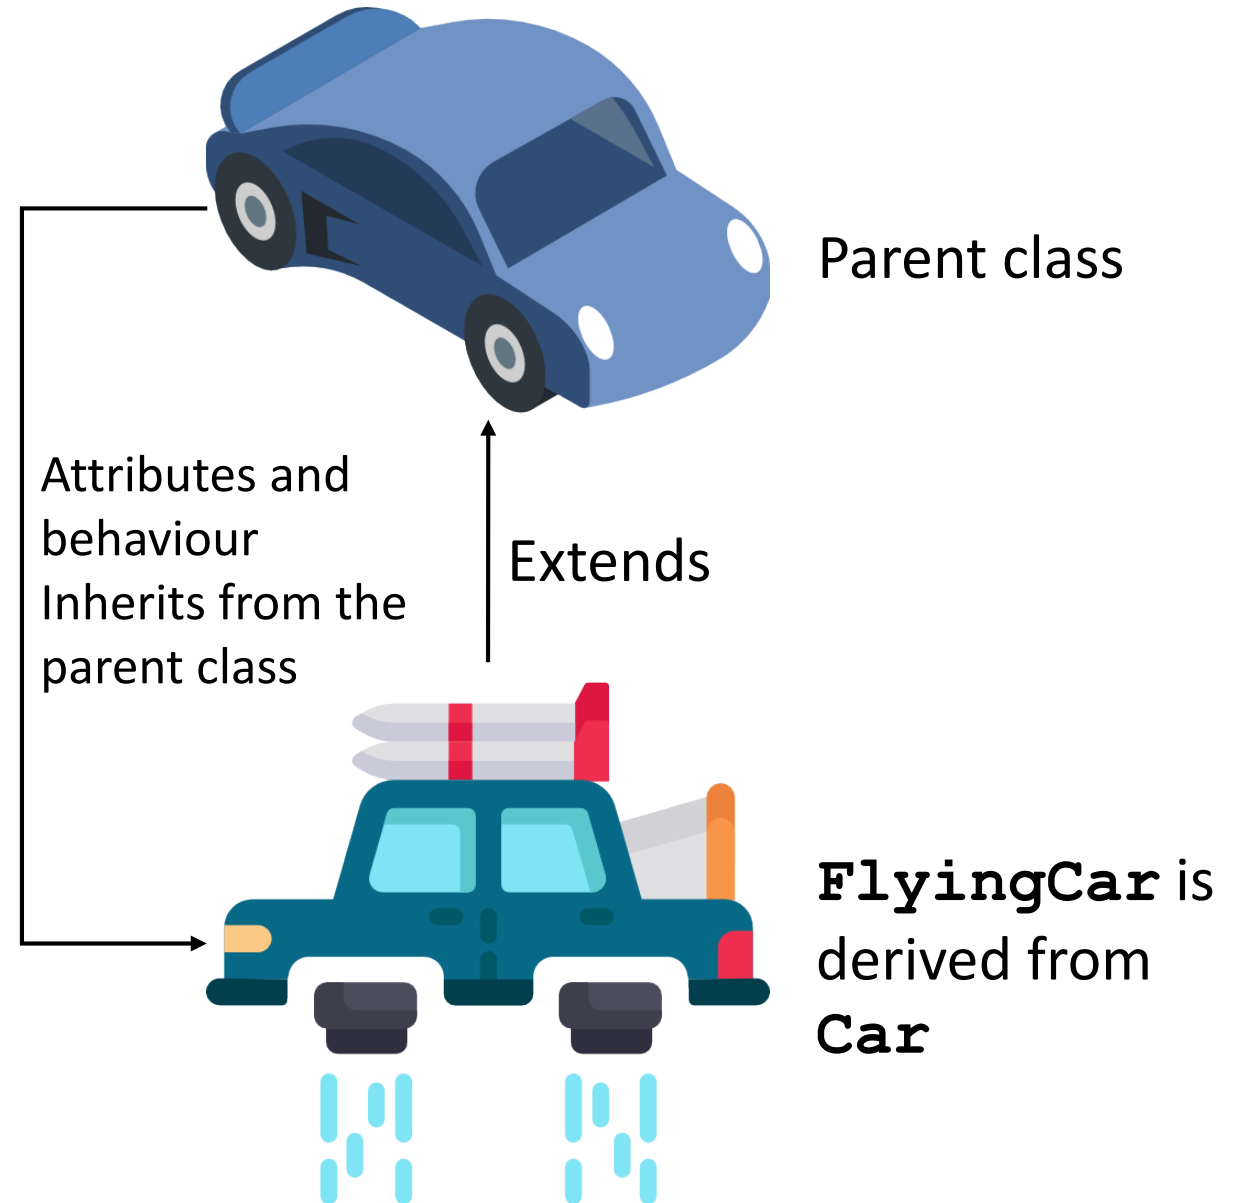 Parent class
Attributes and
behaviour
Inherits from the
parent class
Extends
FlyingCar is
derived from
Car